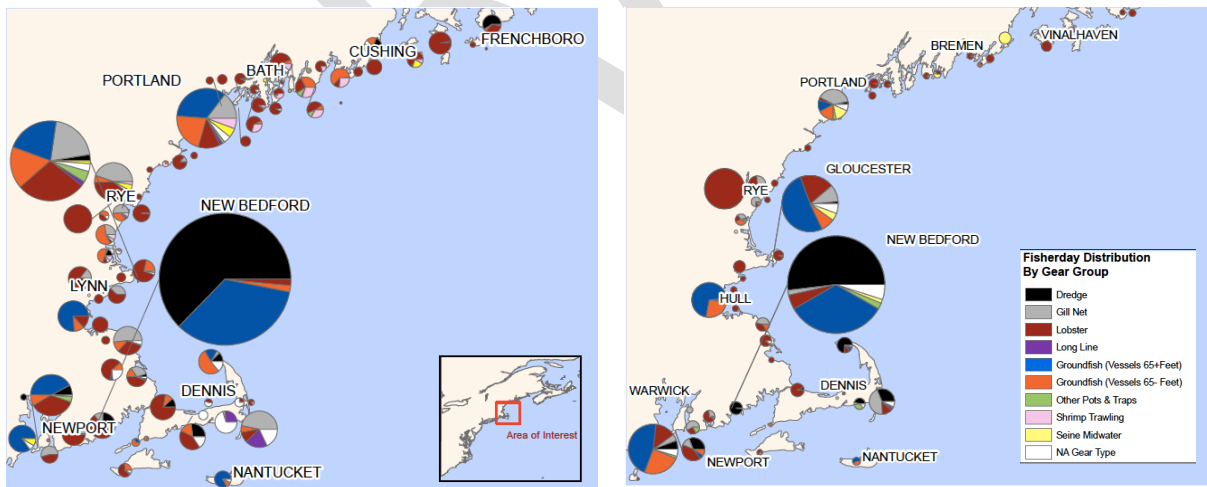 FRENCHBORO
CUSHING
BATH
PORTLAND
RYE
NEW BEDFORD
LYNN
DENNIS
NEWPORT
NANTUCKET
Area of Interest
VINALHAVEN
BREMEN
PORTLAND
GLOUCESTER
RYE
NEW BEDFORD
HULL
WARWICK
DENNIS
NEWPORT
NANTUCKET
Fisherday Distribution
By Gear Group
Dredge
Gill Net
Lobster
Long Line
Groundfish (Vessels 65+Feet)
Groundfish (Vessels 65- Feet)
Other Pots & Traps
Shrimp Trawling
Seine Midwater
NA Gear Type